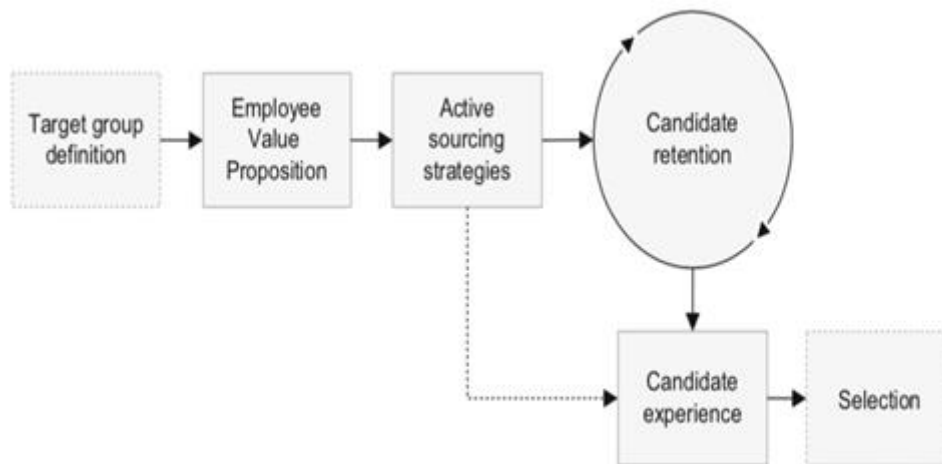 Target group
definition
Employee
Value
Proposition
Active
sourcing
strategies
Candidate
retention
Candidate
experience
Selection